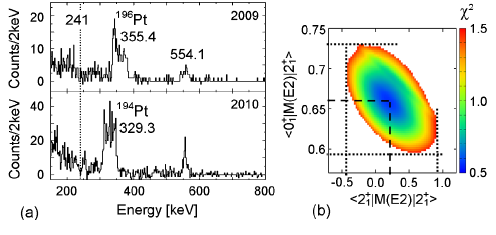 241
¹⁹⁶Pt
355.4
554.1
2009
20
10
0
Counts/2keV
¹⁹⁴Pt
329.3
2010
40
20
0
Counts/2keV
200 400 600 800
Energy [keV]
(a)
χ²
0.75
0.70
0.65
0.60
<0⁺₁|M(E2)|2⁺₁>
-0.5 0.0 0.5 1.0
<2⁺₁|M(E2)|2⁺₁>
1.5
1.0
0.5
(b)